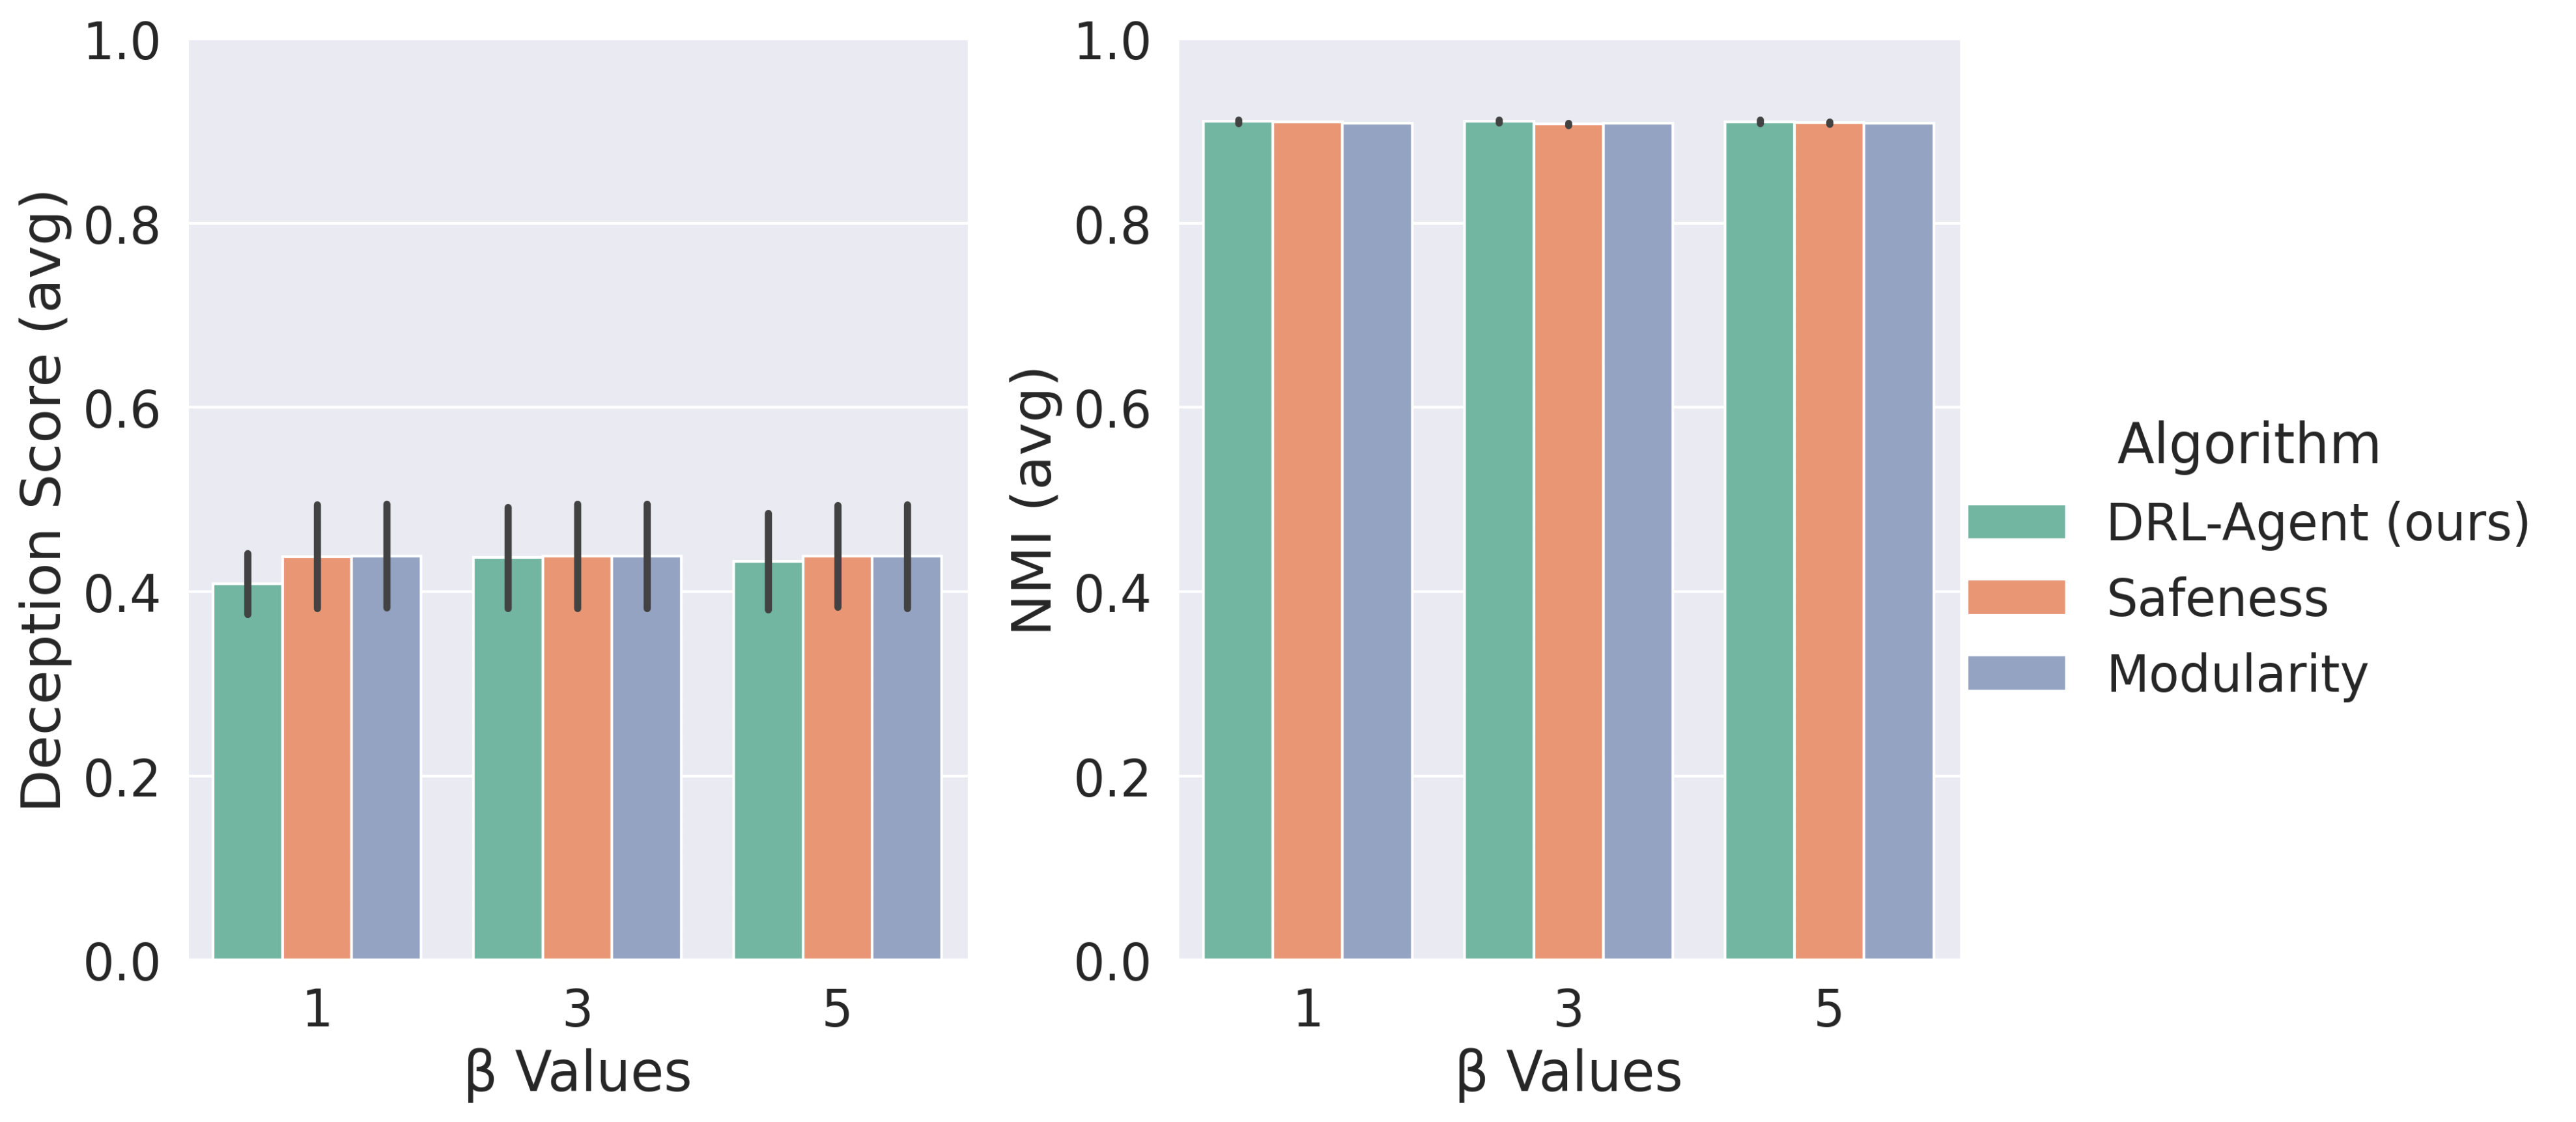 Deception Score (avg)
1.0
0.8
0.6
0.4
0.2
0.0
1 3 5
β Values
NMI (avg)
1.0
0.8
0.6
0.4
0.2
0.0
1 3 5
β Values
Algorithm
DRL-Agent (ours)
Safeness
Modularity